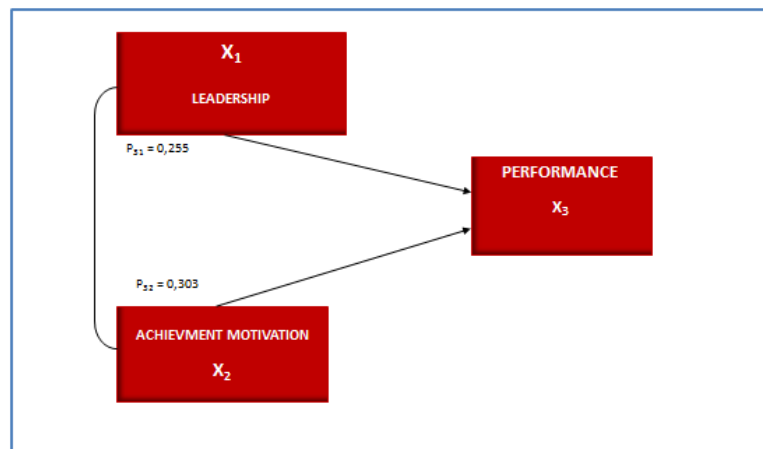 X₁
LEADERSHIP
P₃₁ = 0,255
PERFORMANCE
X₃
P₃₂ = 0,303
ACHIEVMENT MOTIVATION
X₂